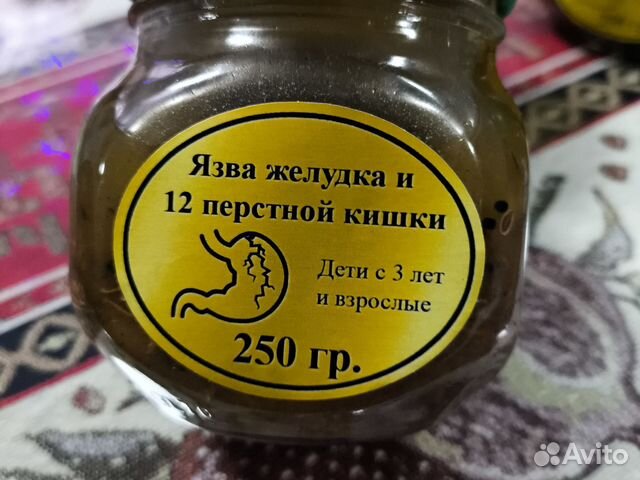 Язва желудка и
12 перстной кишки
Дети с 3 лет
и взрослые
250 гр.
Avito